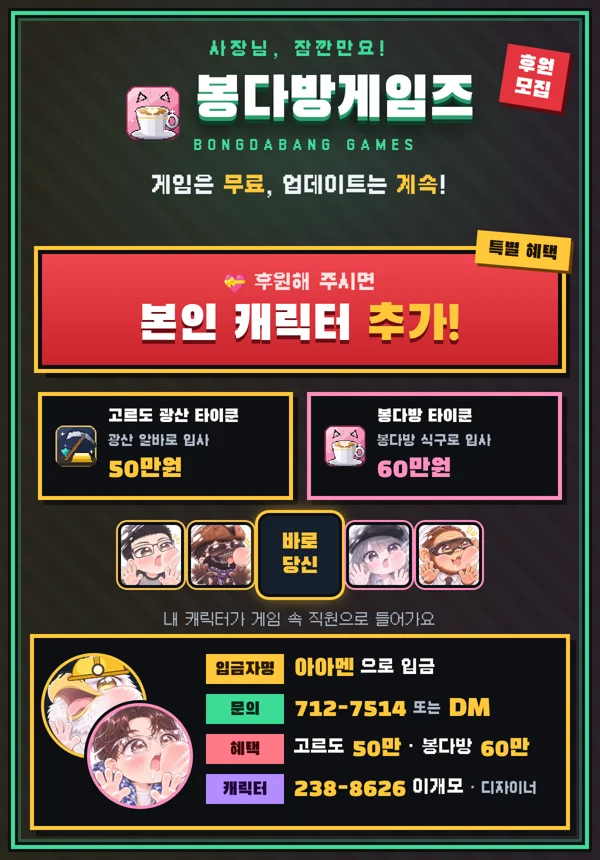 사장님, 잠깐만요!
후원
모집
봉다방게임즈
BONGDABANG GAMES
게임은 무료, 업데이트는 계속!
특별 혜택
후원해 주시면
본인 캐릭터 추가!
고르도 광산 타이쿤
광산 알바로 입사
50만원
봉다방 타이쿤
봉다방 식구로 입사
60만원
바로
당신
내 캐릭터가 게임 속 직원으로 들어가요
입금자명 아아멘 으로 입금
문의 712-7514 또는 DM
혜택 고르도 50만 · 봉다방 60만
캐릭터 238-8626 이개모 · 디자이너